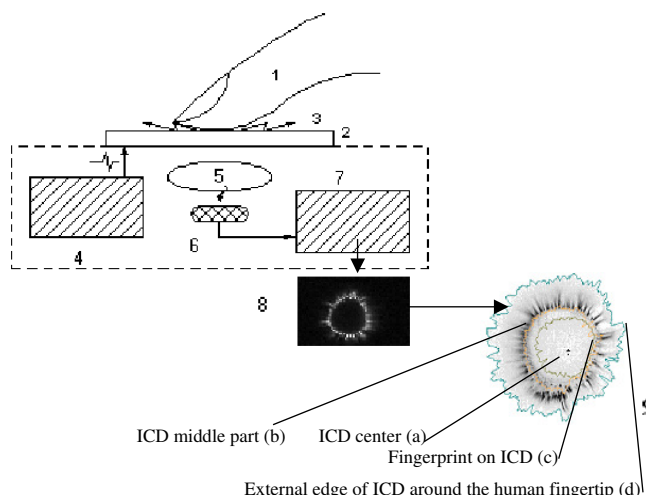 1
3
2
5
7
4
6
8
ICD middle part (b)
ICD center (a)
Fingerprint on ICD (c)
External edge of ICD around the human fingertip (d)